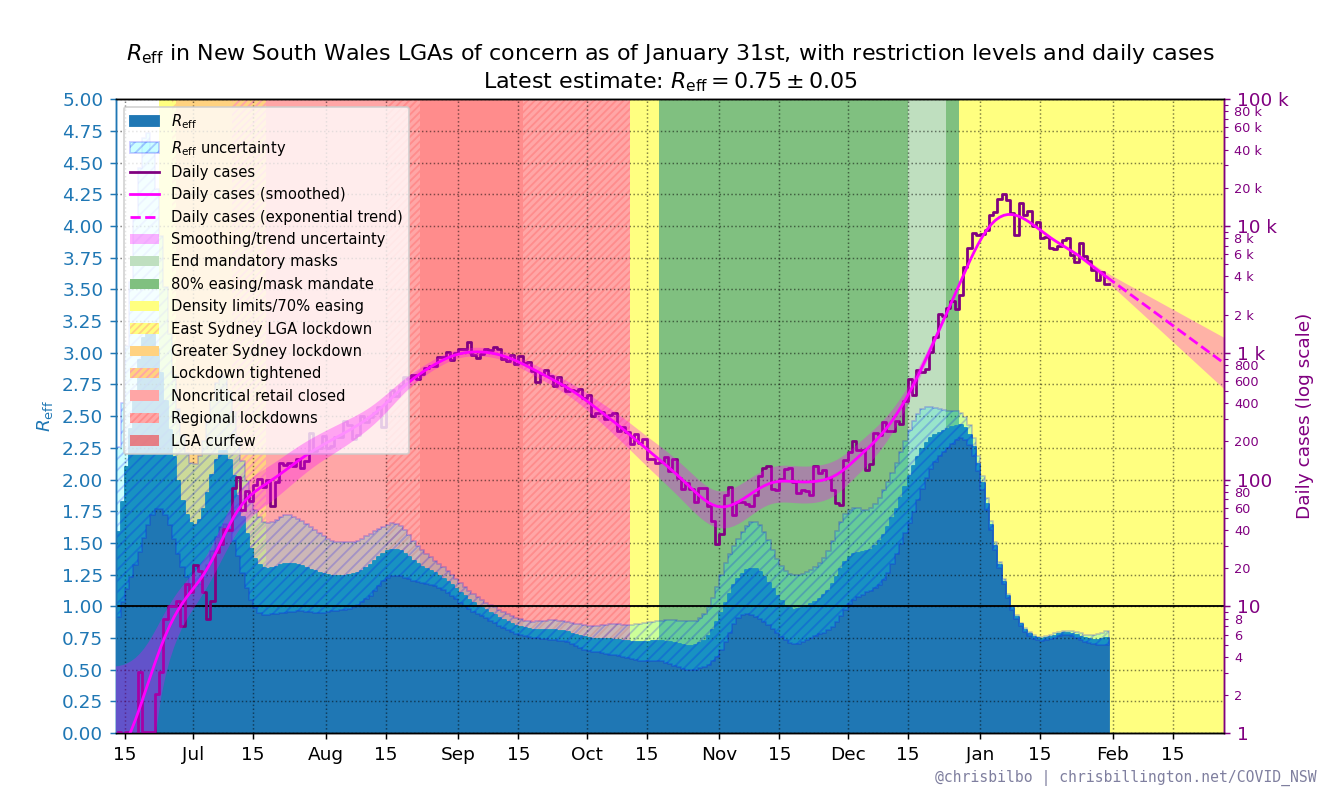 R_eff in New South Wales LGAs of concern as of January 31st, with restriction levels and daily cases
Latest estimate: R_eff = 0.75 ± 0.05
5.00
4.75
4.50
4.25
4.00
3.75
3.50
3.25
3.00
2.75
2.50
2.25
2.00
1.75
1.50
1.25
1.00
0.75
0.50
0.25
0.00
R_eff
R_eff
R_eff uncertainty
Daily cases
Daily cases (smoothed)
Daily cases (exponential trend)
Smoothing/trend uncertainty
End mandatory masks
80% easing/mask mandate
Density limits/70% easing
East Sydney LGA lockdown
Greater Sydney lockdown
Lockdown tightened
Noncritical retail closed
Regional lockdowns
LGA curfew
100 k
80 k
60 k
40 k
20 k
10 k
8 k
6 k
4 k
2 k
1 k
800
600
400
200
100
80
60
40
20
10
8
6
4
2
1
Daily cases (log scale)
15 Jul 15 Aug 15 Sep 15 Oct 15 Nov 15 Dec 15 Jan 15 Feb 15
@chrisbilbo | chrisbillington.net/COVID_NSW